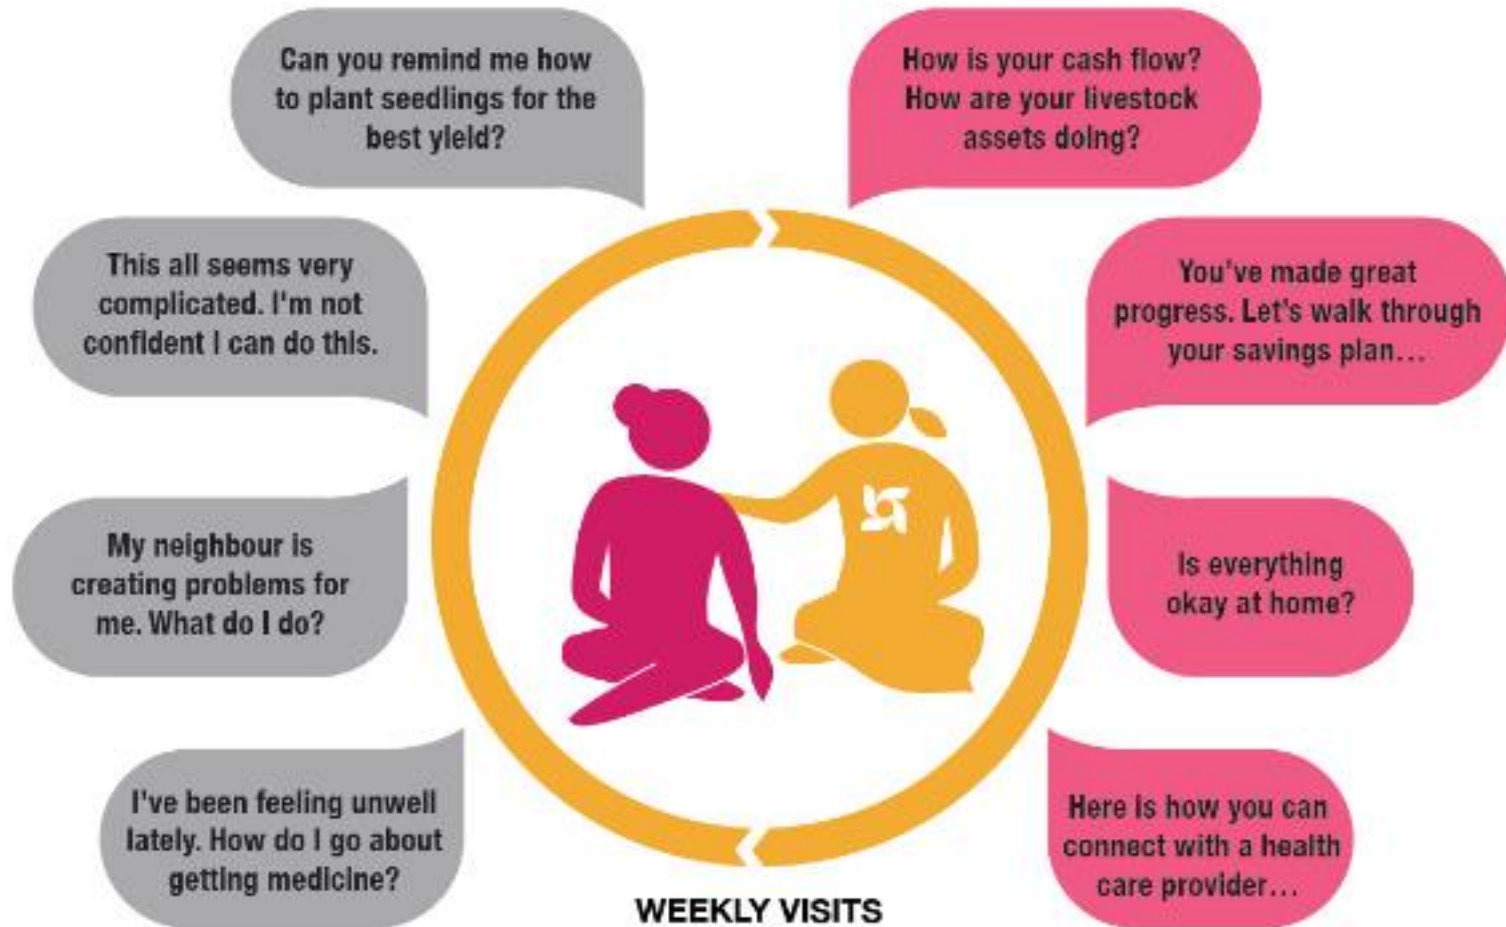 Can you remind me how
to plant seedlings for the
best yield?
This all seems very
complicated. I'm not
confident I can do this.
My neighbour is
creating problems for
me. What do I do?
I've been feeling unwell
lately. How do I go about
getting medicine?
How is your cash flow?
How are your livestock
assets doing?
You've made great
progress. Let's walk through
your savings plan...
Is everything
okay at home?
Here is how you can
connect with a health
care provider...
WEEKLY VISITS